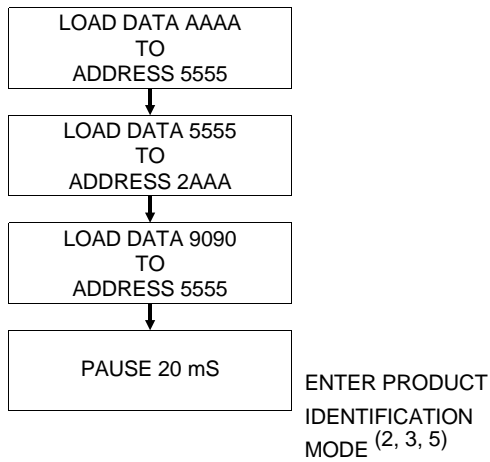 LOAD DATA AAAA
TO
ADDRESS 5555
LOAD DATA 5555
TO
ADDRESS 2AAA
LOAD DATA 9090
TO
ADDRESS 5555
PAUSE 20 mS
ENTER PRODUCT
IDENTIFICATION
MODE (2, 3, 5)